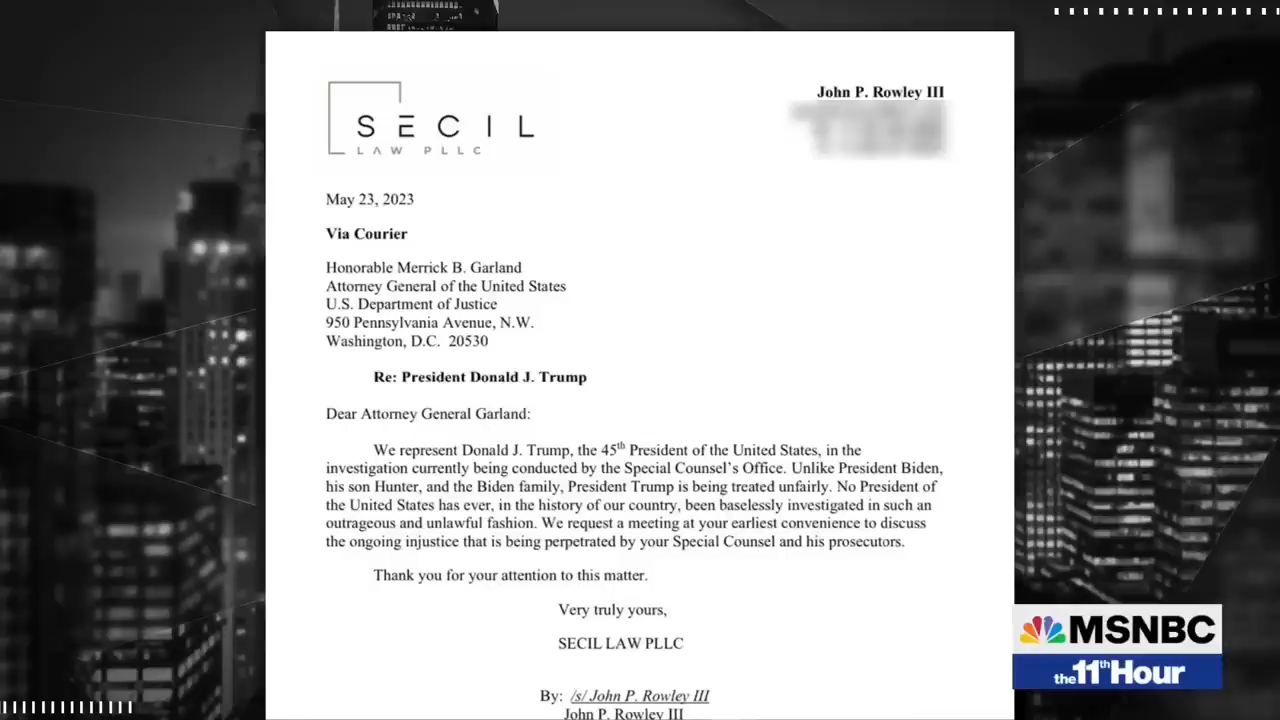 SECIL
LAW PLLC
John P. Rowley III
May 23, 2023
Via Courier
Honorable Merrick B. Garland
Attorney General of the United States
U.S. Department of Justice
950 Pennsylvania Avenue, N.W.
Washington, D.C. 20530
Re: President Donald J. Trump
Dear Attorney General Garland:
We represent Donald J. Trump, the 45th President of the United States, in the
investigation currently being conducted by the Special Counsel's Office. Unlike President Biden,
his son Hunter, and the Biden family, President Trump is being treated unfairly. No President of
the United States has ever, in the history of our country, been baselessly investigated in such an
outrageous and unlawful fashion. We request a meeting at your earliest convenience to discuss
the ongoing injustice that is being perpetrated by your Special Counsel and his prosecutors.
Thank you for your attention to this matter.
Very truly yours,
SECIL LAW PLLC
By: /s/ John P. Rowley III
John P. Rowley III
MSNBC
the 11th Hour